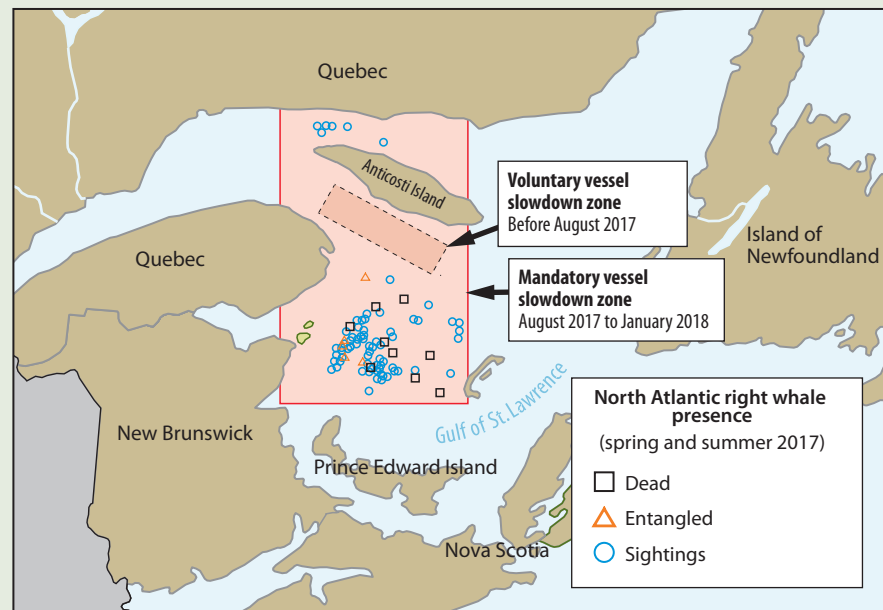 Quebec
Anticosti Island
Voluntary vessel
slowdown zone
Before August 2017
Quebec
Island of
Newfoundland
Mandatory vessel
slowdown zone
August 2017 to January 2018
Gulf of St. Lawrence
New Brunswick
Prince Edward Island
Nova Scotia
North Atlantic right whale
presence
(spring and summer 2017)
Dead
Entangled
Sightings